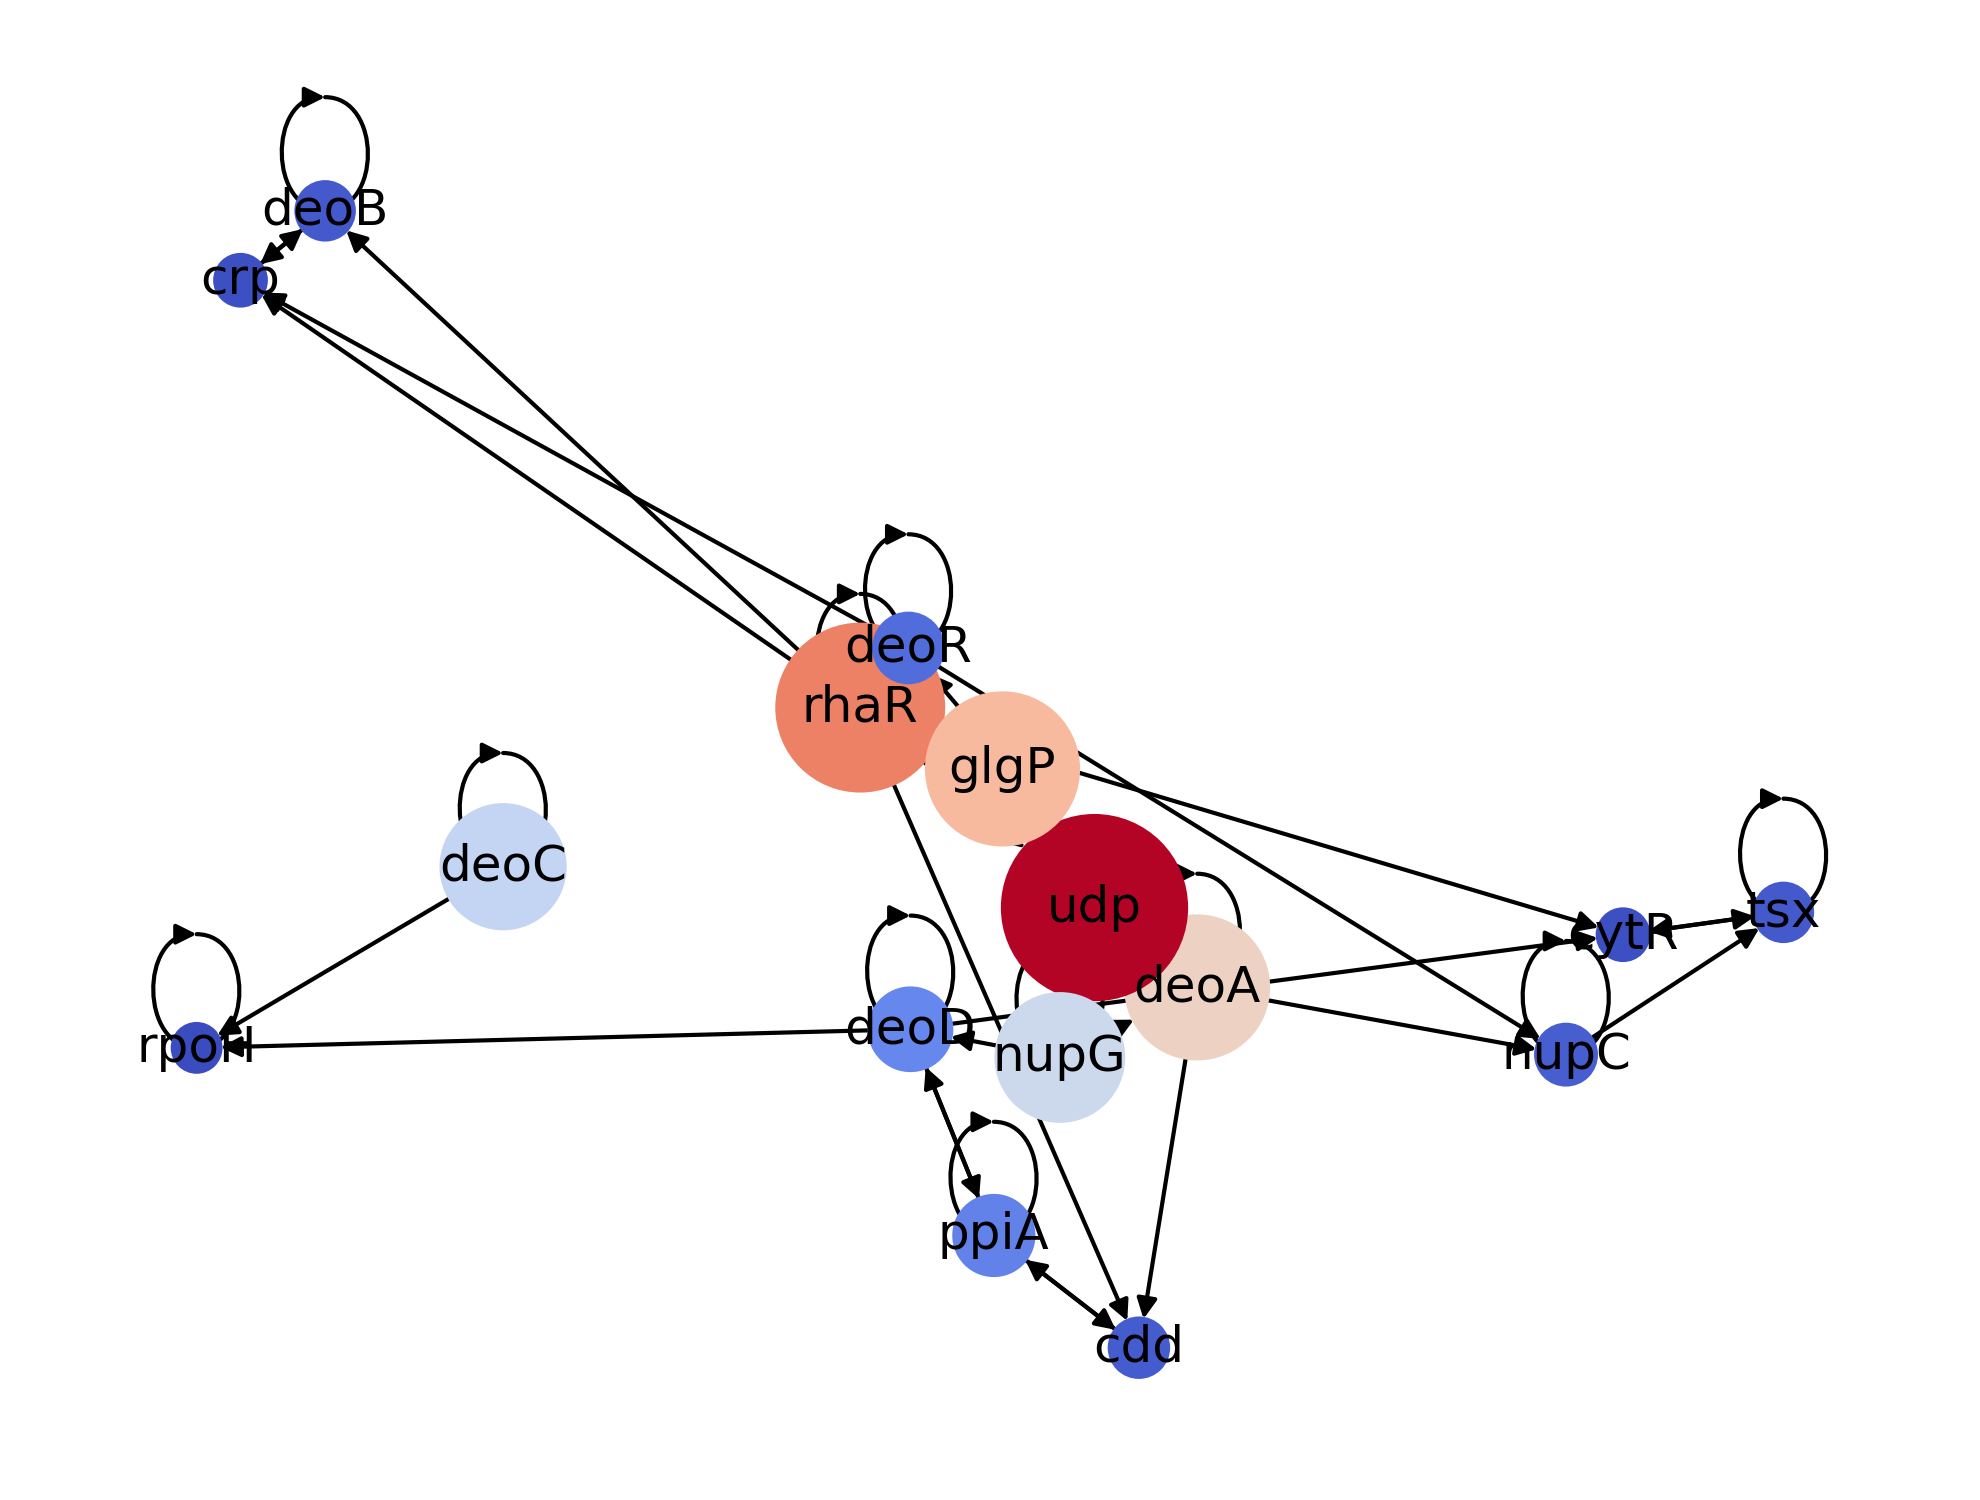 deoB
crp
deoR
rhaR
glgP
deoC
udp
tsx
cytR
deoA
deoD
rpoH
nupG
nupC
ppiA
cdd